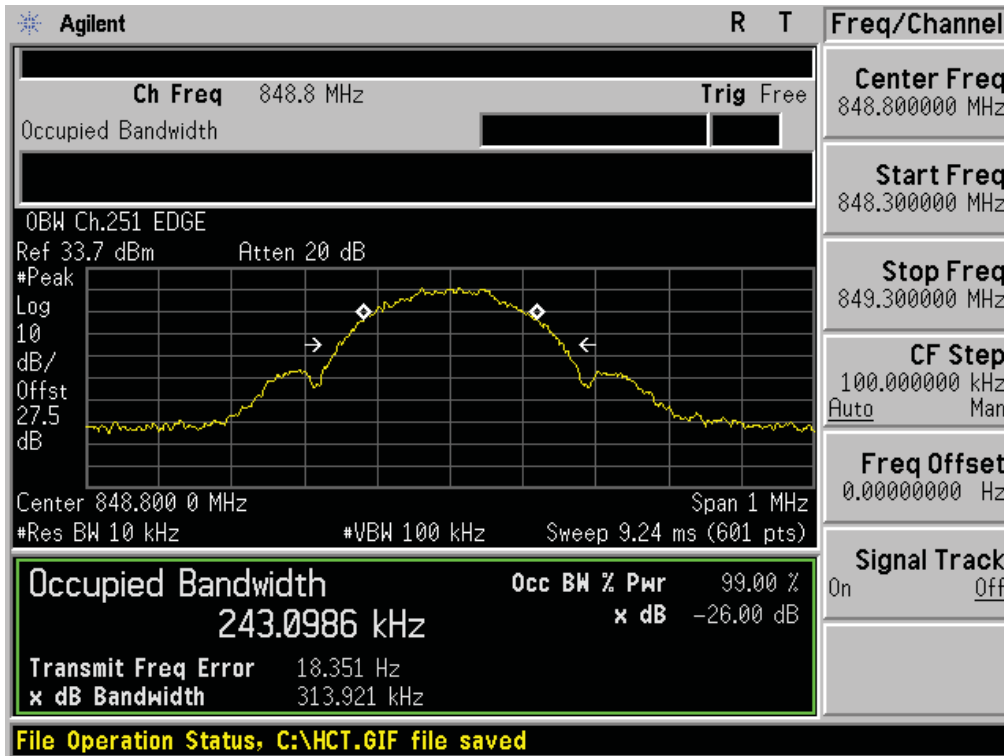 Agilent R T
Freq/Channel
Ch Freq 848.8 MHz Trig Free
Occupied Bandwidth
Center Freq
848.800000 MHz
Start Freq
848.300000 MHz
Stop Freq
849.300000 MHz
CF Step
100.000000 kHz
Auto Man
Freq Offset
0.00000000 Hz
Signal Track
On Off
OBW Ch.251 EDGE
Ref 33.7 dBm Atten 20 dB
#Peak
Log
10
dB/
Offst
27.5
dB
Center 848.800 0 MHz Span 1 MHz
#Res BW 10 kHz #VBW 100 kHz Sweep 9.24 ms (601 pts)
Occupied Bandwidth Occ BW % Pwr 99.00 %
243.0986 kHz x dB -26.00 dB
Transmit Freq Error 18.351 Hz
x dB Bandwidth 313.921 kHz
File Operation Status, C:\HCT.GIF file saved